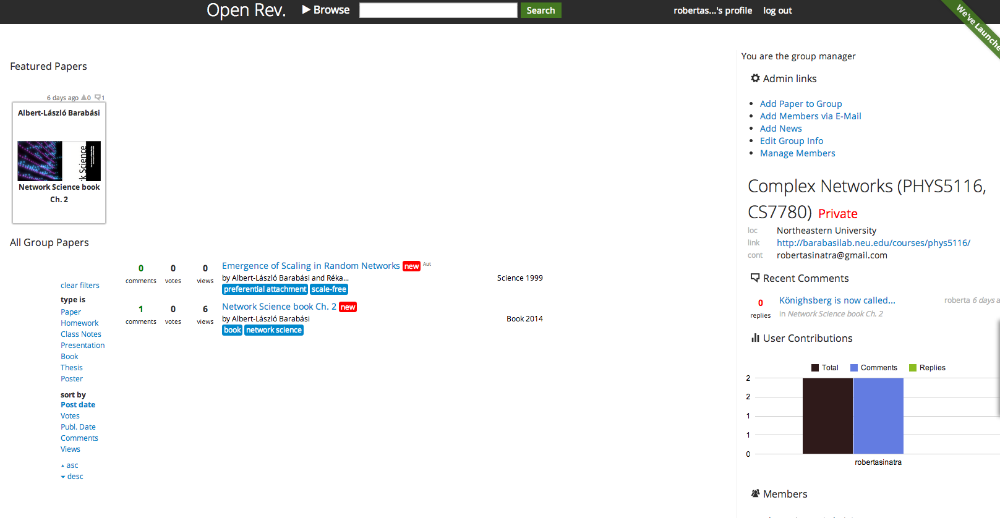 Open Rev.
Browse
Search
robertas...'s profile
log out
We've Launche
Featured Papers
6 days ago 0 1
Albert-László Barabási
k Science
Network Science book
Ch. 2
All Group Papers
clear filters
type is
Paper
Homework
Class Notes
Presentation
Book
Thesis
Poster
sort by
Post date
Votes
Publ. Date
Comments
Views
asc
desc
0 0 0
comments votes views
Emergence of Scaling in Random Networks new Aut
by Albert-László Barabási and Réka...
Science 1999
preferential attachment scale-free
1 0 6
comments votes views
Network Science book Ch. 2 new
by Albert-László Barabási
Book 2014
book network science
You are the group manager
Admin links
Add Paper to Group
Add Members via E-Mail
Add News
Edit Group Info
Manage Members
Complex Networks (PHYS5116,
CS7780) Private
loc Northeastern University
link http://barabasilab.neu.edu/courses/phys5116/
cont robertasinatra@gmail.com
Recent Comments
0
replies
Könighsberg is now called...
roberta 6 days a
in Network Science book Ch. 2
User Contributions
Total Comments Replies
2
2
1
1
0
robertasinatra
Members